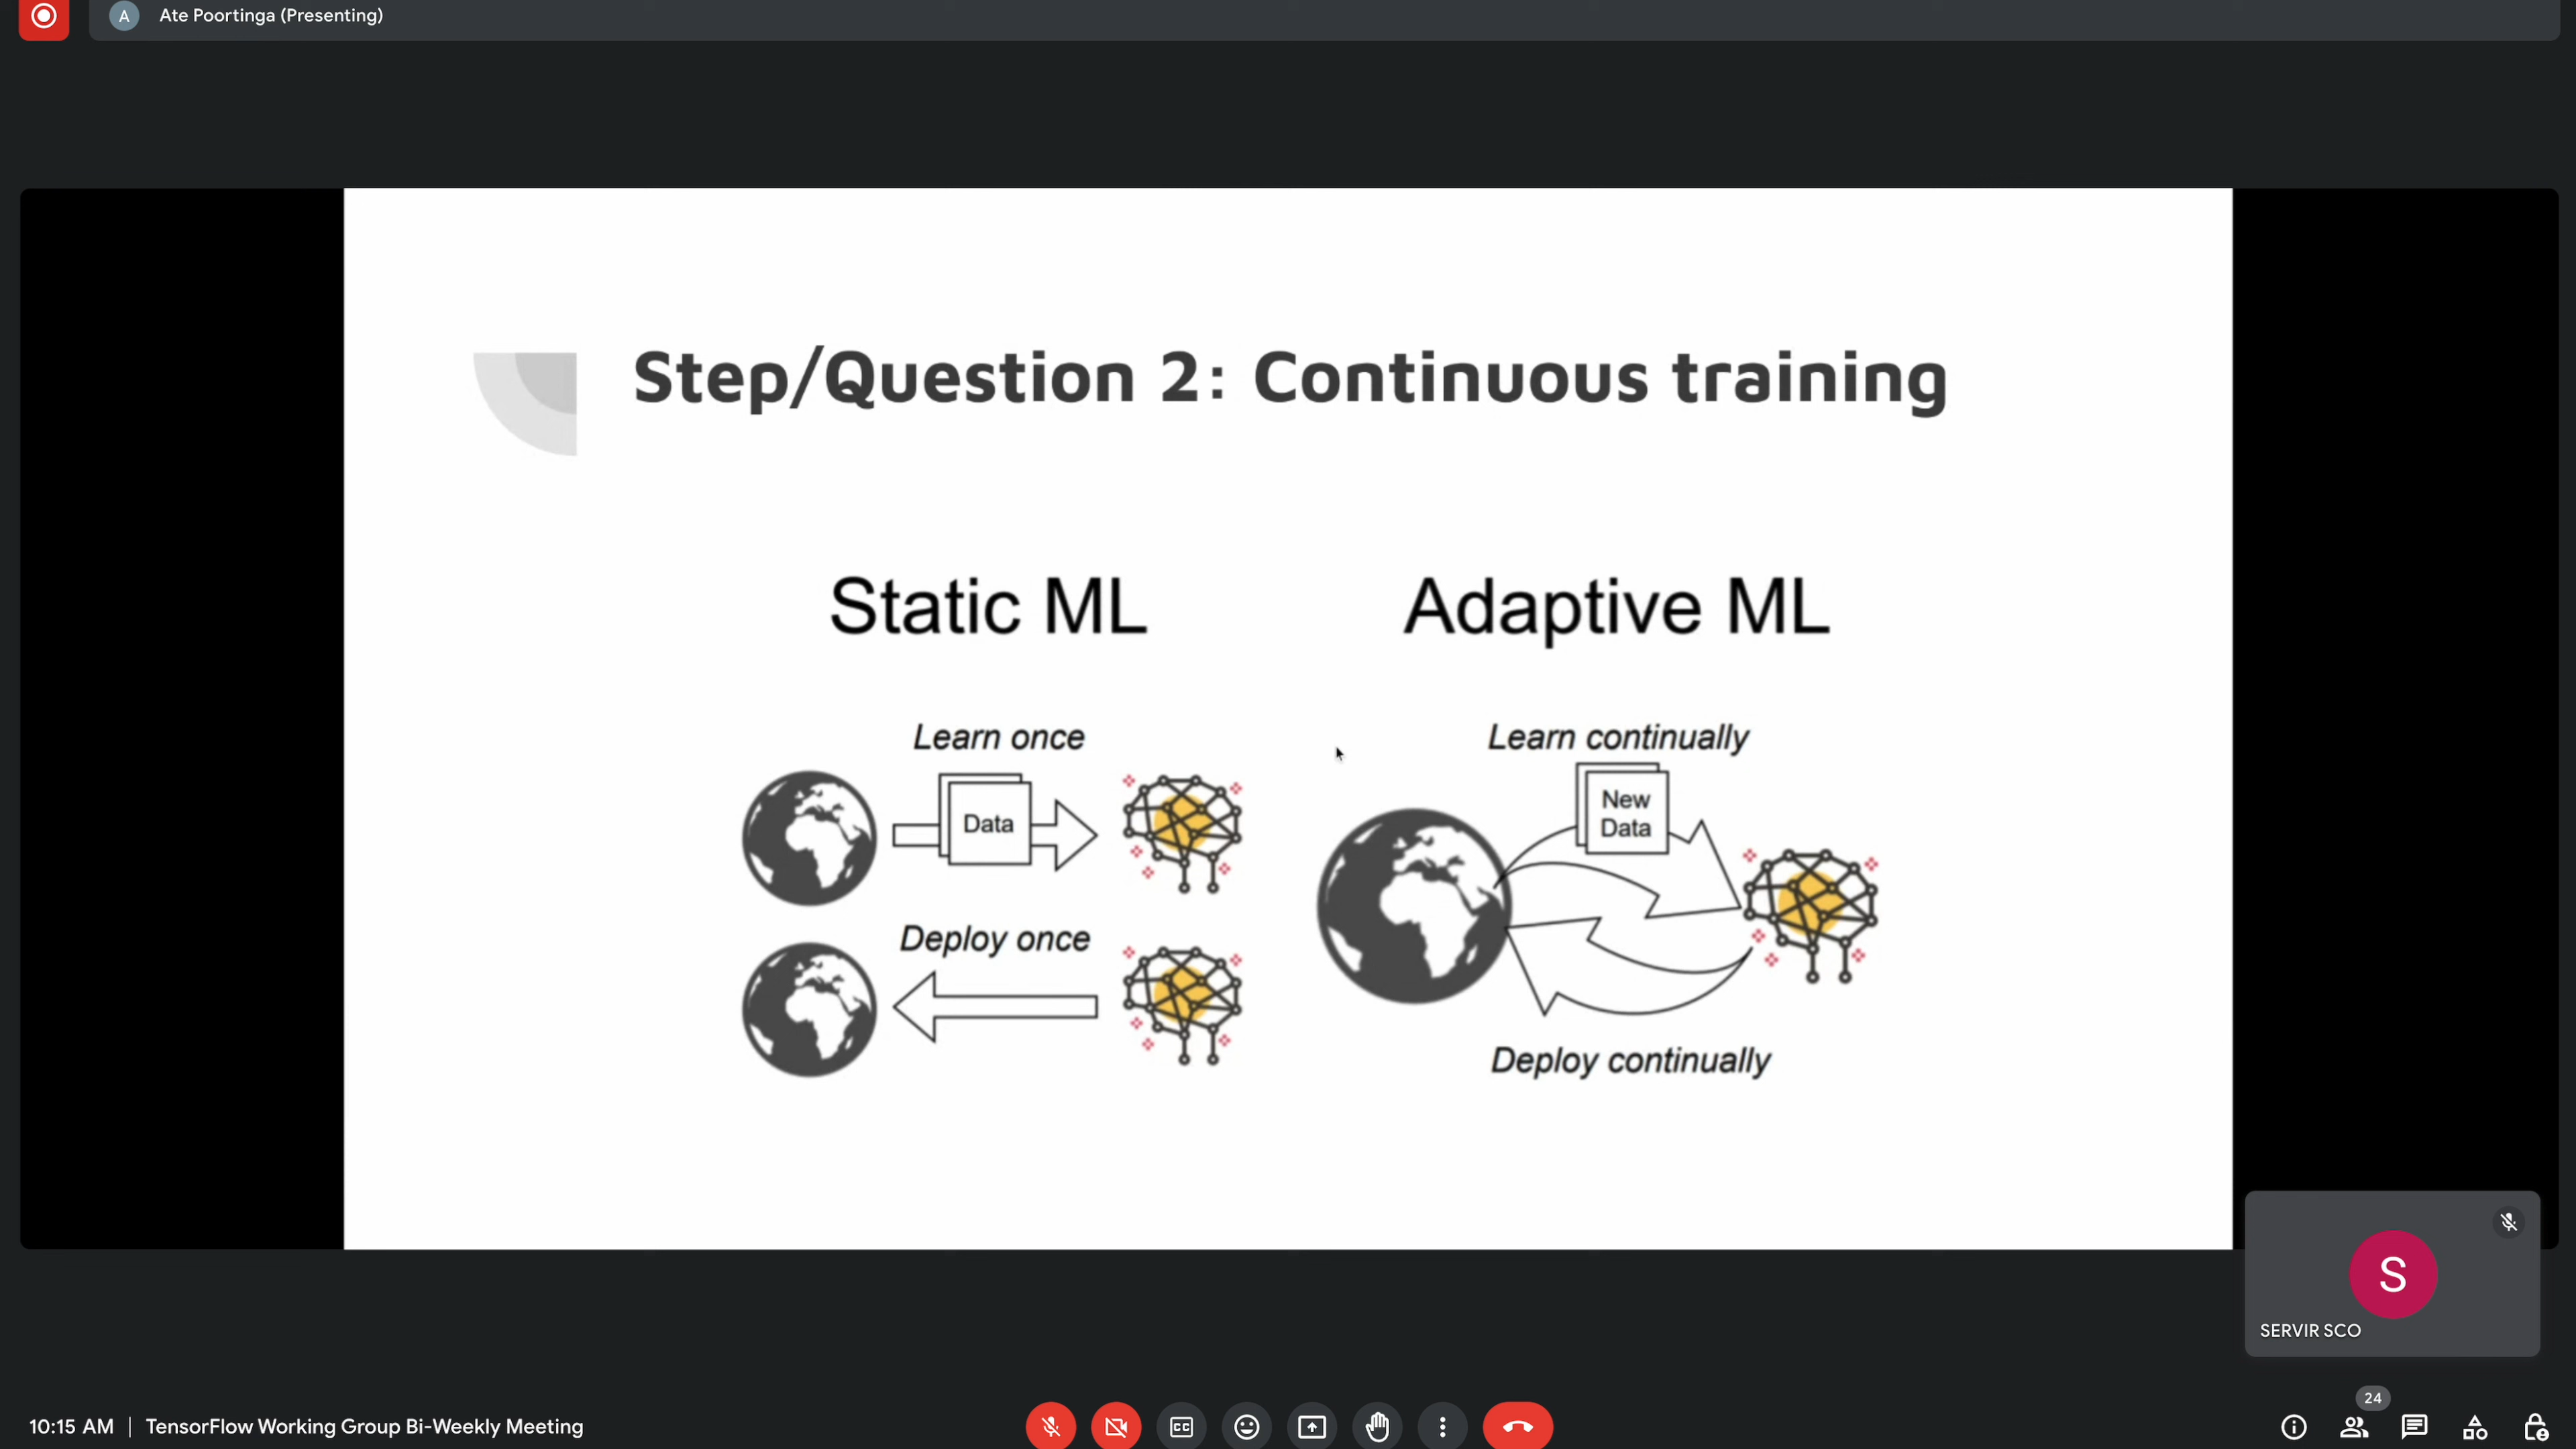 A
Ate Poortinga (Presenting)
Step/Question 2: Continuous training
Static ML
Adaptive ML
Learn once
Data
Deploy once
Learn continually
New
Data
Deploy continually
S
SERVIR SCO
10:15 AM | TensorFlow Working Group Bi-Weekly Meeting
CC
24